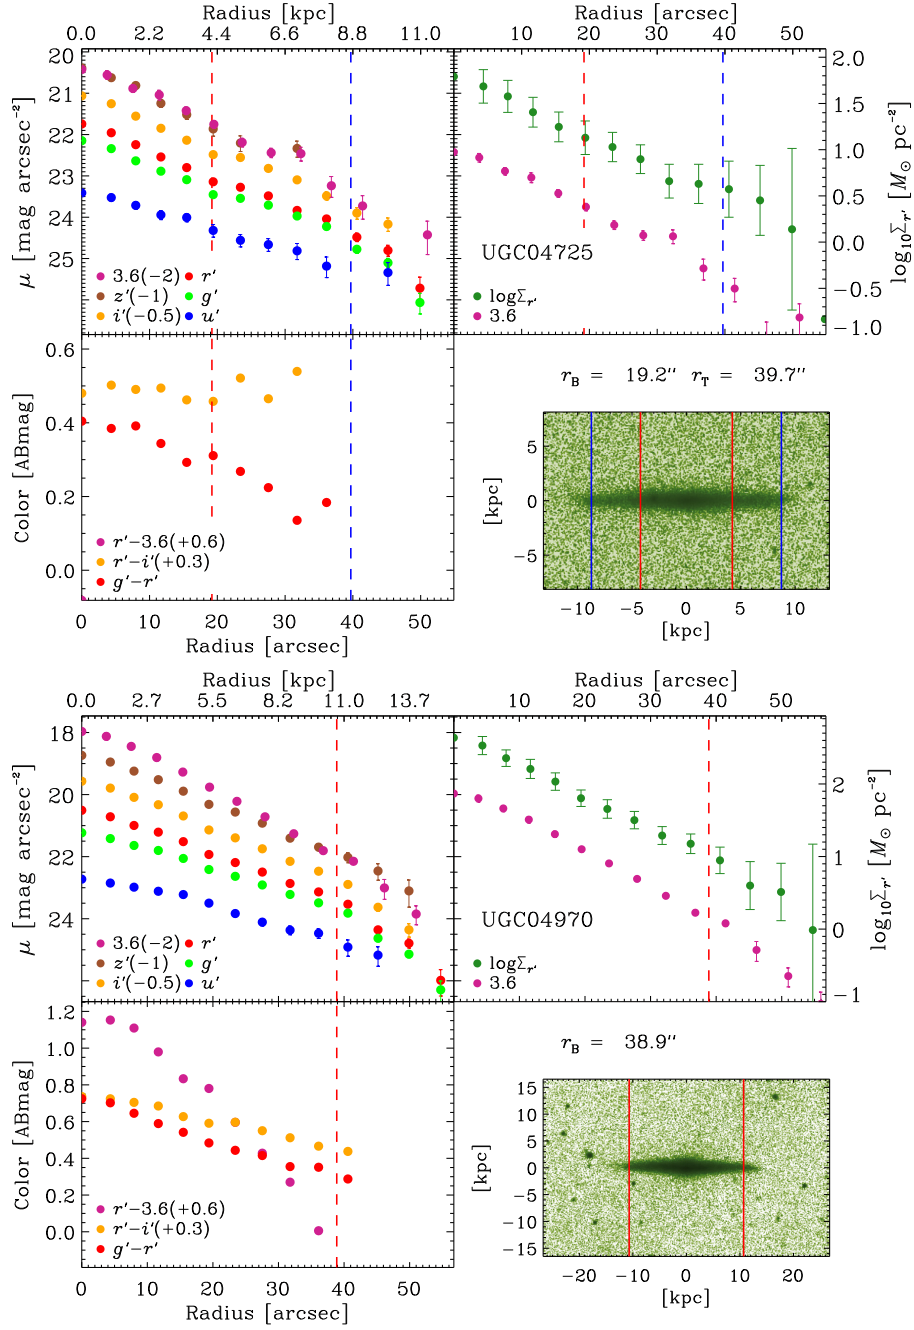 Radius [kpc] Radius [arcsec]
0.0 2.2 4.4 6.6 8.8 11.0 10 20 30 40 50
20 21 22 23 24 25
μ [mag arcsec⁻²]
3.6(−2) r′
z′(−1) g′
i′(−0.5) u′
UGC04725
logΣr′
3.6
2.0 1.5 1.0 0.5 0.0 −0.5 −1.0
log₁₀Σr′ [M⊙ pc⁻²]
0.6 0.4 0.2 0.0
Color [ABmag]
r′−3.6(+0.6)
r′−i′(+0.3)
g′−r′
0 10 20 30 40 50
Radius [arcsec]
rB = 19.2″ rT = 39.7″
5 0 −5
[kpc]
−10 −5 0 5 10
[kpc]
Radius [kpc] Radius [arcsec]
0.0 2.7 5.5 8.2 11.0 13.7 10 20 30 40 50
18 20 22 24
μ [mag arcsec⁻²]
3.6(−2) r′
z′(−1) g′
i′(−0.5) u′
UGC04970
logΣr′
3.6
2 1 0 −1
log₁₀Σr′ [M⊙ pc⁻²]
1.2 1.0 0.8 0.6 0.4 0.2 0.0
Color [ABmag]
r′−3.6(+0.6)
r′−i′(+0.3)
g′−r′
0 10 20 30 40 50
Radius [arcsec]
rB = 38.9″
15 10 5 0 −5 −10 −15
[kpc]
−20 −10 0 10 20
[kpc]